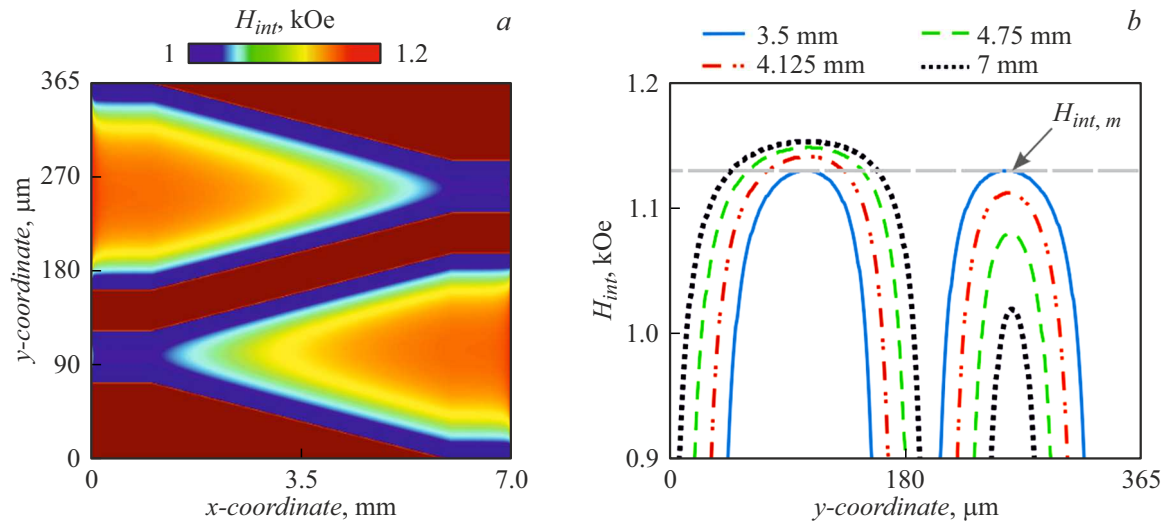 H_int, kOe
a
1
1.2
365
270
180
90
0
y-coordinate, μm
0
3.5
7.0
x-coordinate, mm
b
3.5 mm
4.75 mm
4.125 mm
7 mm
1.2
1.1
1.0
0.9
H_int, kOe
H_int, m
0
180
365
y-coordinate, μm